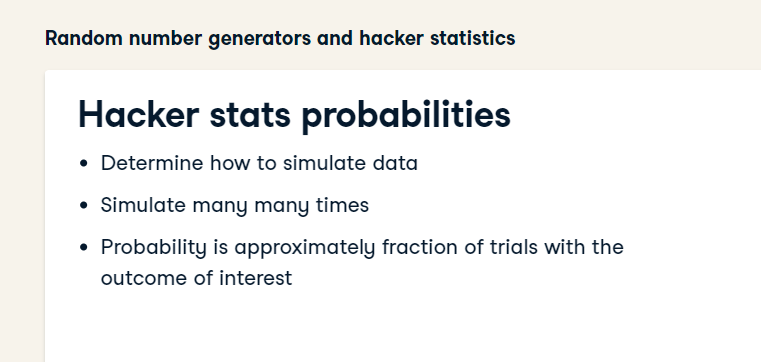 Random number generators and hacker statistics
Hacker stats probabilities
• Determine how to simulate data
• Simulate many many times
• Probability is approximately fraction of trials with the
outcome of interest